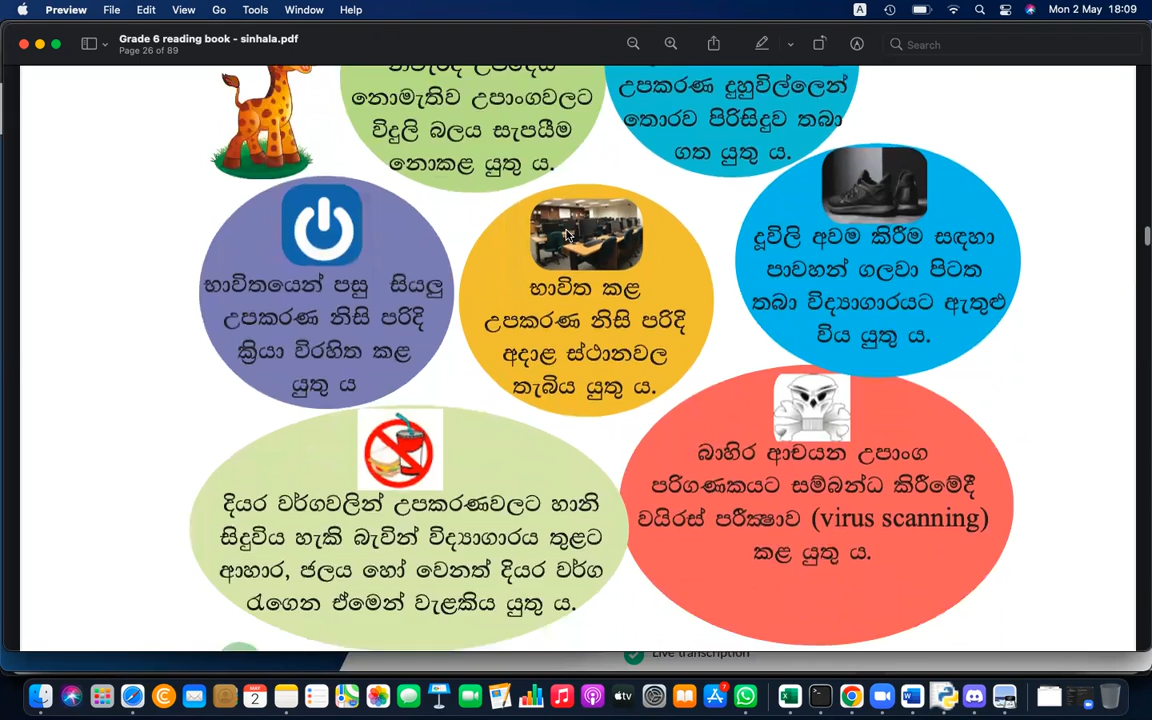 Preview File Edit View Go Tools Window Help
A
Mon 2 May 18:09
Grade 6 reading book - sinhala.pdf
Page 26 of 89
Search
නොමැතිව උපාංගවලට
විදුලි බලය සැපයීම
නොකළ යුතු ය.
උපකරණ දුහුවිල්ලෙන්
තොරව පිරිසිදුව තබා
ගත යුතු ය.
භාවිතයෙන් පසු සියලු
උපකරණ නිසි පරිදි
ක්‍රියා විරහිත කළ
යුතු ය
භාවිත කළ
උපකරණ නිසි පරිදි
අදාළ ස්ථානවල
තැබිය යුතු ය.
දූවිලි අවම කිරීම සඳහා
පාවහන් ගලවා පිටත
තබා විද්‍යාගාරයට ඇතුළු
විය යුතු ය.
දියර වර්ගවලින් උපකරණවලට හානි
සිදුවිය හැකි බැවින් විද්‍යාගාරය තුළට
ආහාර, ජලය හෝ වෙනත් දියර වර්ග
රැගෙන ඒමෙන් වැළකිය යුතු ය.
බාහිර ආචයන උපාංග
පරිගණකයට සම්බන්ධ කිරීමේදී
වයිරස් පරීක්‍ෂාව (virus scanning)
කළ යුතු ය.
Live transcription
MAY
2
7
tv